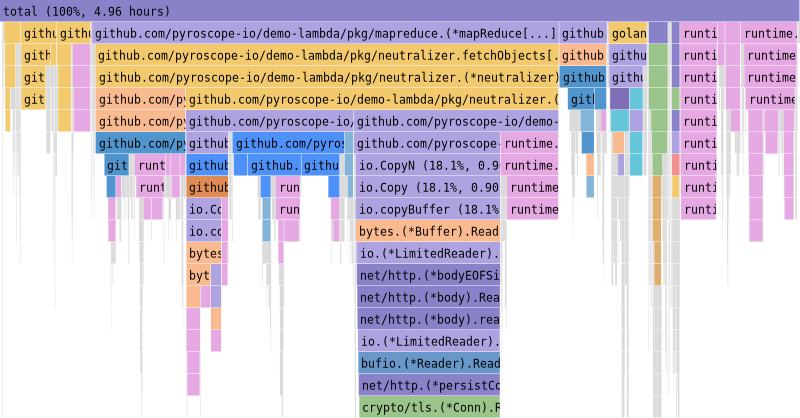 total (100%, 4.96 hours)
githu githu github.com/pyroscope-io/demo-lambda/pkg/mapreduce.(*mapReduce[...] github golan runti runtime.
gith github.com/pyroscope-io/demo-lambda/pkg/neutralizer.fetchObjects[. github githu runti runtime.
git github.com/pyroscope-io/demo-lambda/pkg/neutralizer.(*neutralizer) github githu runti runtime.
git github.com/py github.com/pyroscope-io/demo-lambda/pkg/neutralizer.( git runti runtime
github.com/py github.com/pyroscope-io/ github.com/pyroscope-io/demo- runti
github.com/py github github.com/pyros github.com/pyroscope- runtime. runti
git runt github github. githu io.CopyN (18.1%, 0.9 runtime. runti
runt github run io.Copy (18.1%, 0.90 runtime runti
io.Co run io.copyBuffer (18.1% runtime runti
io.co bytes.(*Buffer).Read
bytes io.(*LimitedReader).
byt net/http.(*bodyEOFSi
net/http.(*body).Rea
net/http.(*body).rea
io.(*LimitedReader).
bufio.(*Reader).Read
net/http.(*persistCo
crypto/tls.(*Conn).R